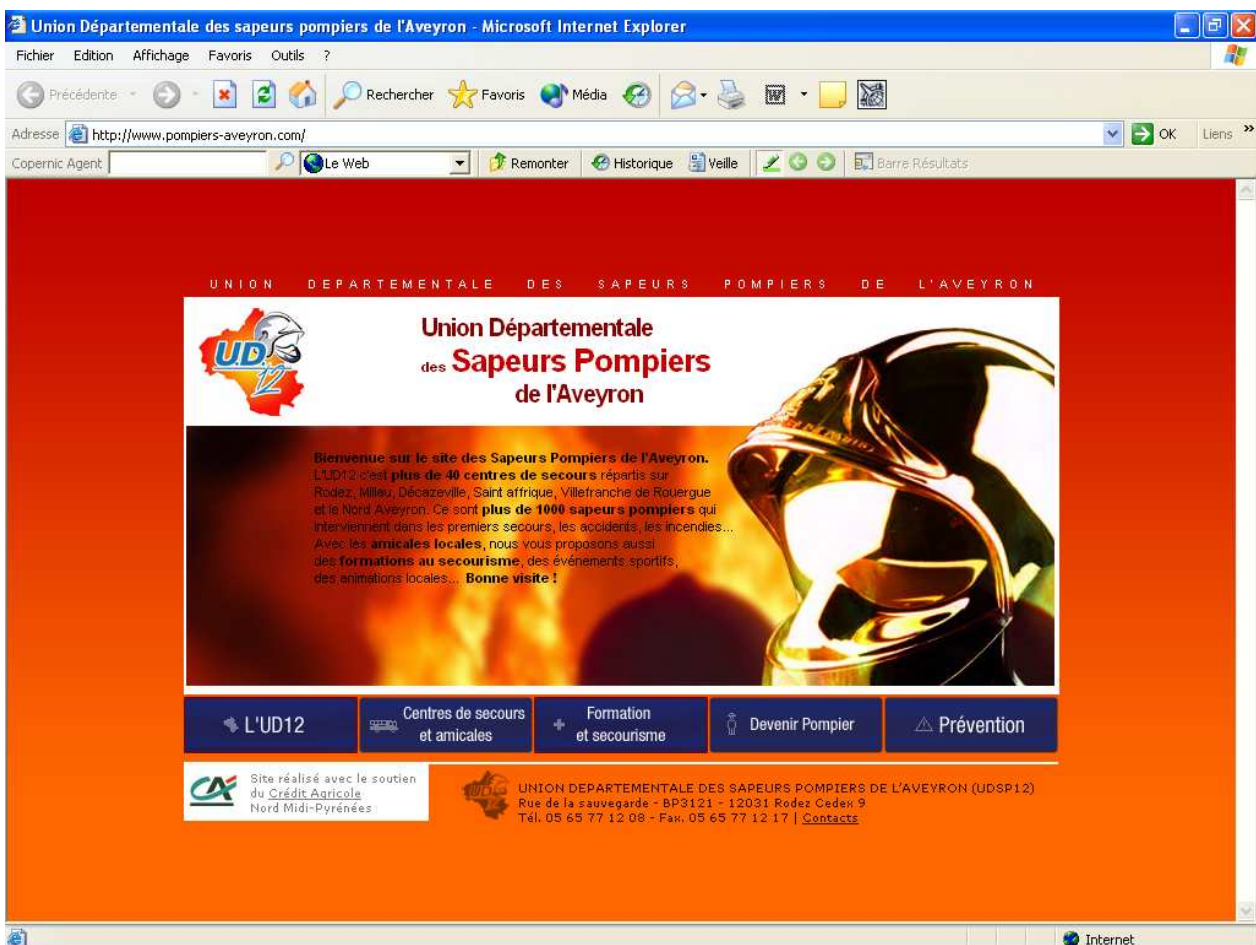 Union Départementale des sapeurs pompiers de l'Aveyron - Microsoft Internet Explorer
Fichier Edition Affichage Favoris Outils ?
Précédente Rechercher Favoris Média
Adresse http://www.pompiers-aveyron.com/ OK Liens »
Copernic Agent Le Web Remonter Historique Veille Barre Résultats
UNION DEPARTEMENTALE DES SAPEURS POMPIERS DE L'AVEYRON
U.D.
12
Union Départementale
des Sapeurs Pompiers
de l'Aveyron
Bienvenue sur le site des Sapeurs Pompiers de l'Aveyron.
L'UD12 c'est plus de 40 centres de secours répartis sur
Rodez, Millau, Décazeville, Saint affrique, Villefranche de Rouergue
et le Nord Aveyron. Ce sont plus de 1000 sapeurs pompiers qui
interviennent dans les premiers secours, les accidents, les incendies...
Avec les amicales locales, nous vous proposons aussi
des formations au secourisme, des événements sportifs,
des animations locales... Bonne visite !
L'UD12
Centres de secours
et amicales
Formation
et secourisme
Devenir Pompier
Prévention
CA
Site réalisé avec le soutien
du Crédit Agricole
Nord Midi-Pyrénées
UNION DEPARTEMENTALE DES SAPEURS POMPIERS DE L'AVEYRON (UDSP12)
Rue de la sauvegarde - BP3121 - 12031 Rodez Cedex 9
Tél. 05 65 77 12 08 - Fax. 05 65 77 12 17 | Contacts
Internet